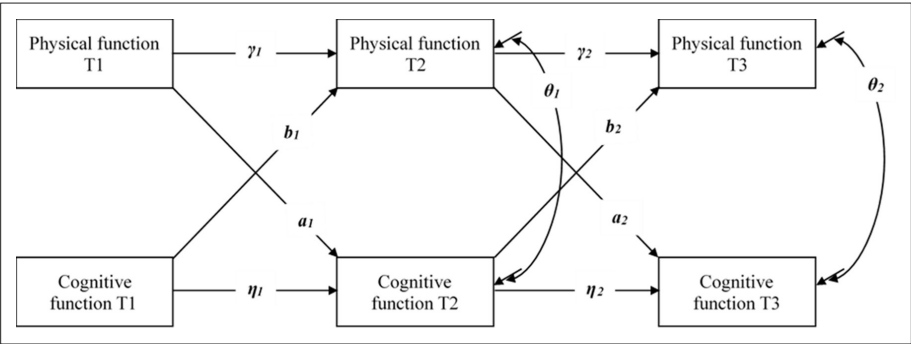 Physical function
T1
γ1
Physical function
T2
γ2
Physical function
T3
θ1
θ2
b1
b2
a1
a2
Cognitive
function T1
η1
Cognitive
function T2
η2
Cognitive
function T3